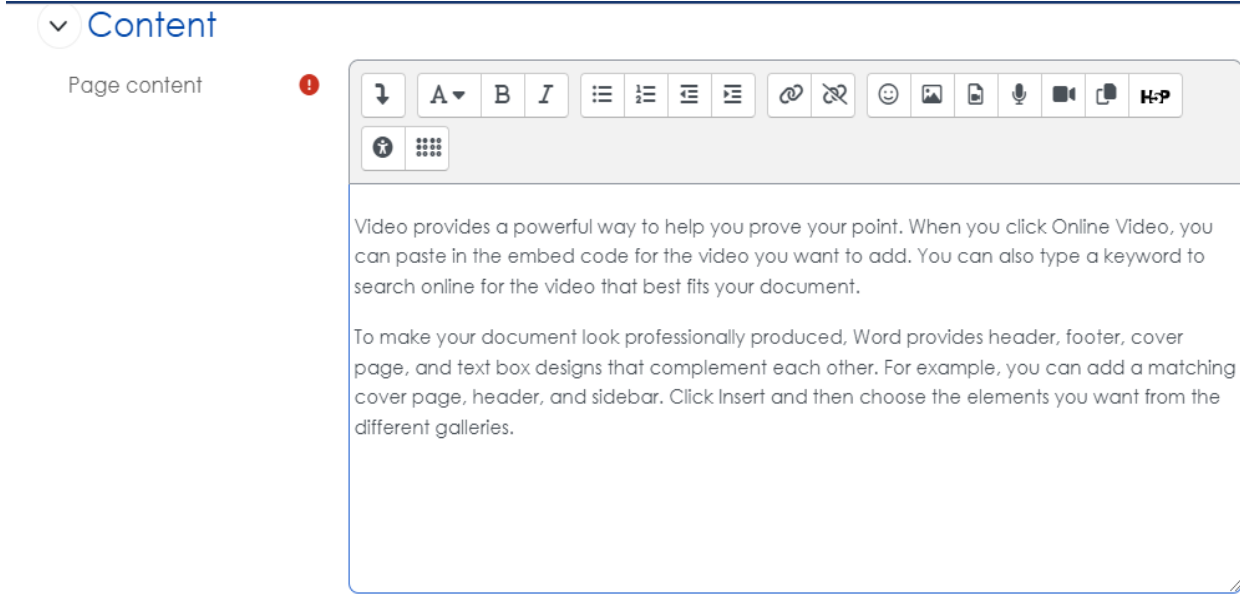 Content
Page content
A B I H5P
Video provides a powerful way to help you prove your point. When you click Online Video, you
can paste in the embed code for the video you want to add. You can also type a keyword to
search online for the video that best fits your document.
To make your document look professionally produced, Word provides header, footer, cover
page, and text box designs that complement each other. For example, you can add a matching
cover page, header, and sidebar. Click Insert and then choose the elements you want from the
different galleries.